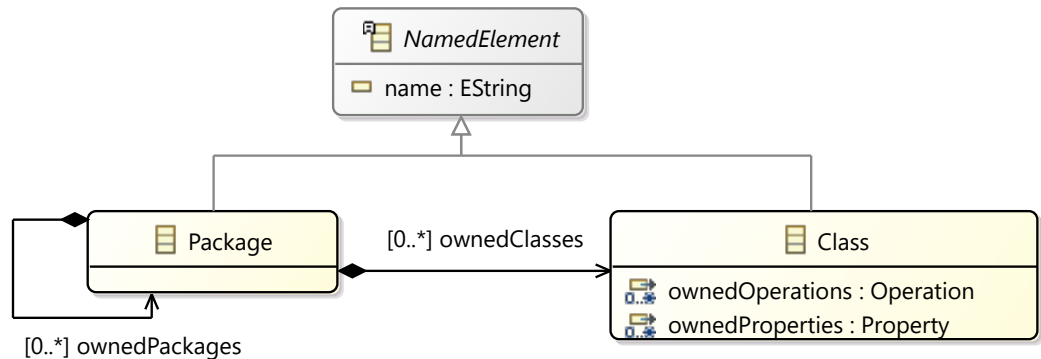 NamedElement
name : EString
Package
[0..*] ownedClasses
Class
ownedOperations : Operation
ownedProperties : Property
[0..*] ownedPackages